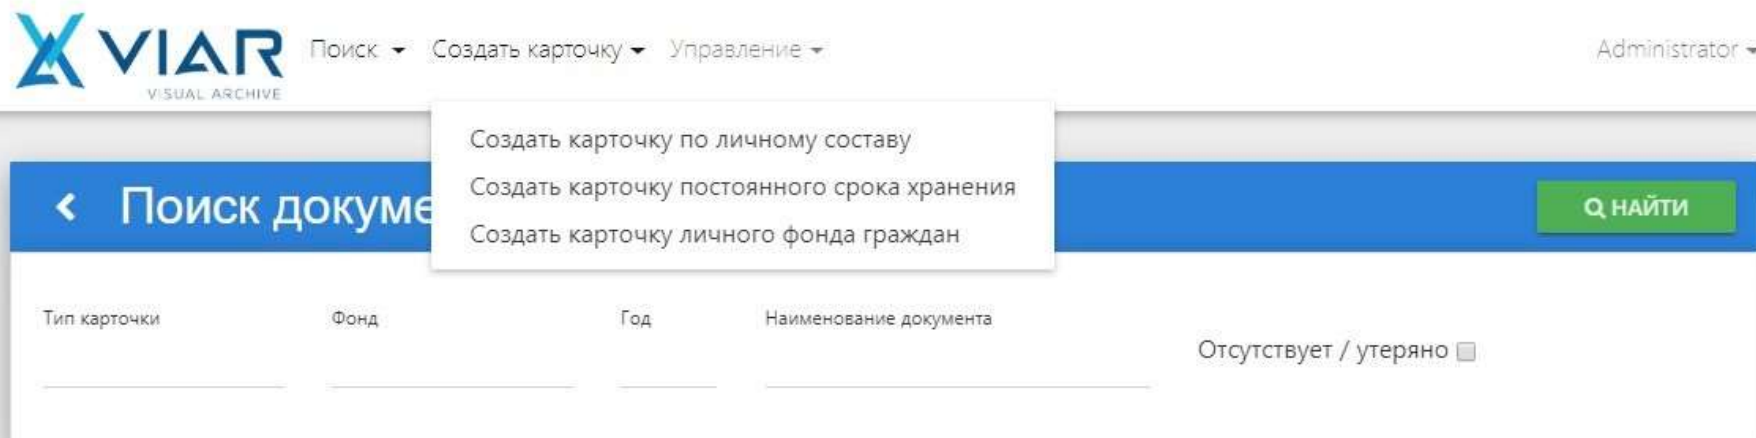 VIAR
VISUAL ARCHIVE
Поиск Создать карточку Управление Administrator
Создать карточку по личному составу
Создать карточку постоянного срока хранения
Создать карточку личного фонда граждан
Поиск докуме
НАЙТИ
Тип карточки Фонд Год Наименование документа
Отсутствует / утеряно